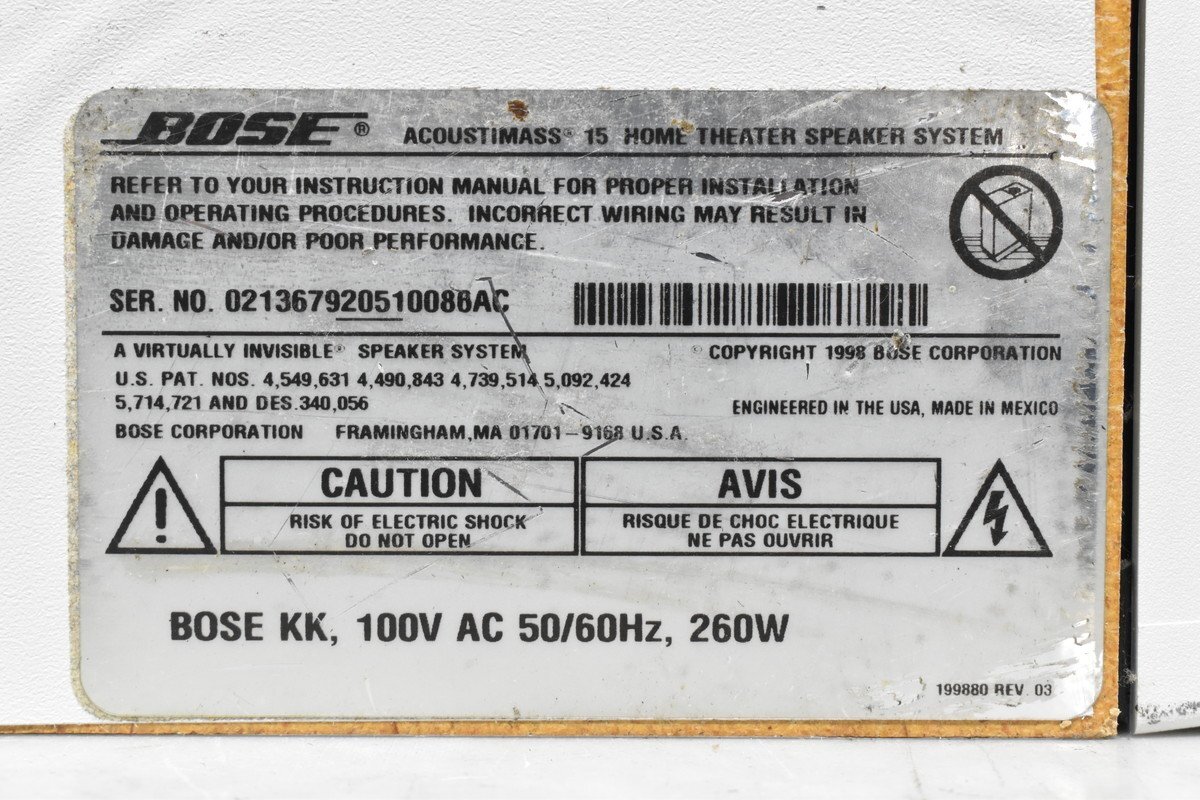 BOSE® ACOUSTIMASS® 15 HOME THEATER SPEAKER SYSTEM
REFER TO YOUR INSTRUCTION MANUAL FOR PROPER INSTALLATION
AND OPERATING PROCEDURES. INCORRECT WIRING MAY RESULT IN
DAMAGE AND/OR POOR PERFORMANCE.
SER. NO. 021367920510086AC
A VIRTUALLY INVISIBLE® SPEAKER SYSTEM
© COPYRIGHT 1998 BOSE CORPORATION
U.S. PAT. NOS. 4,549,631 4,490,843 4,739,514 5,092,424
5,714,721 AND DES.340,056
ENGINEERED IN THE USA, MADE IN MEXICO
BOSE CORPORATION FRAMINGHAM,MA 01701-9168 U.S.A.
CAUTION
RISK OF ELECTRIC SHOCK
DO NOT OPEN
AVIS
RISQUE DE CHOC ELECTRIQUE
NE PAS OUVRIR
BOSE KK, 100V AC 50/60Hz, 260W
199880 REV. 03